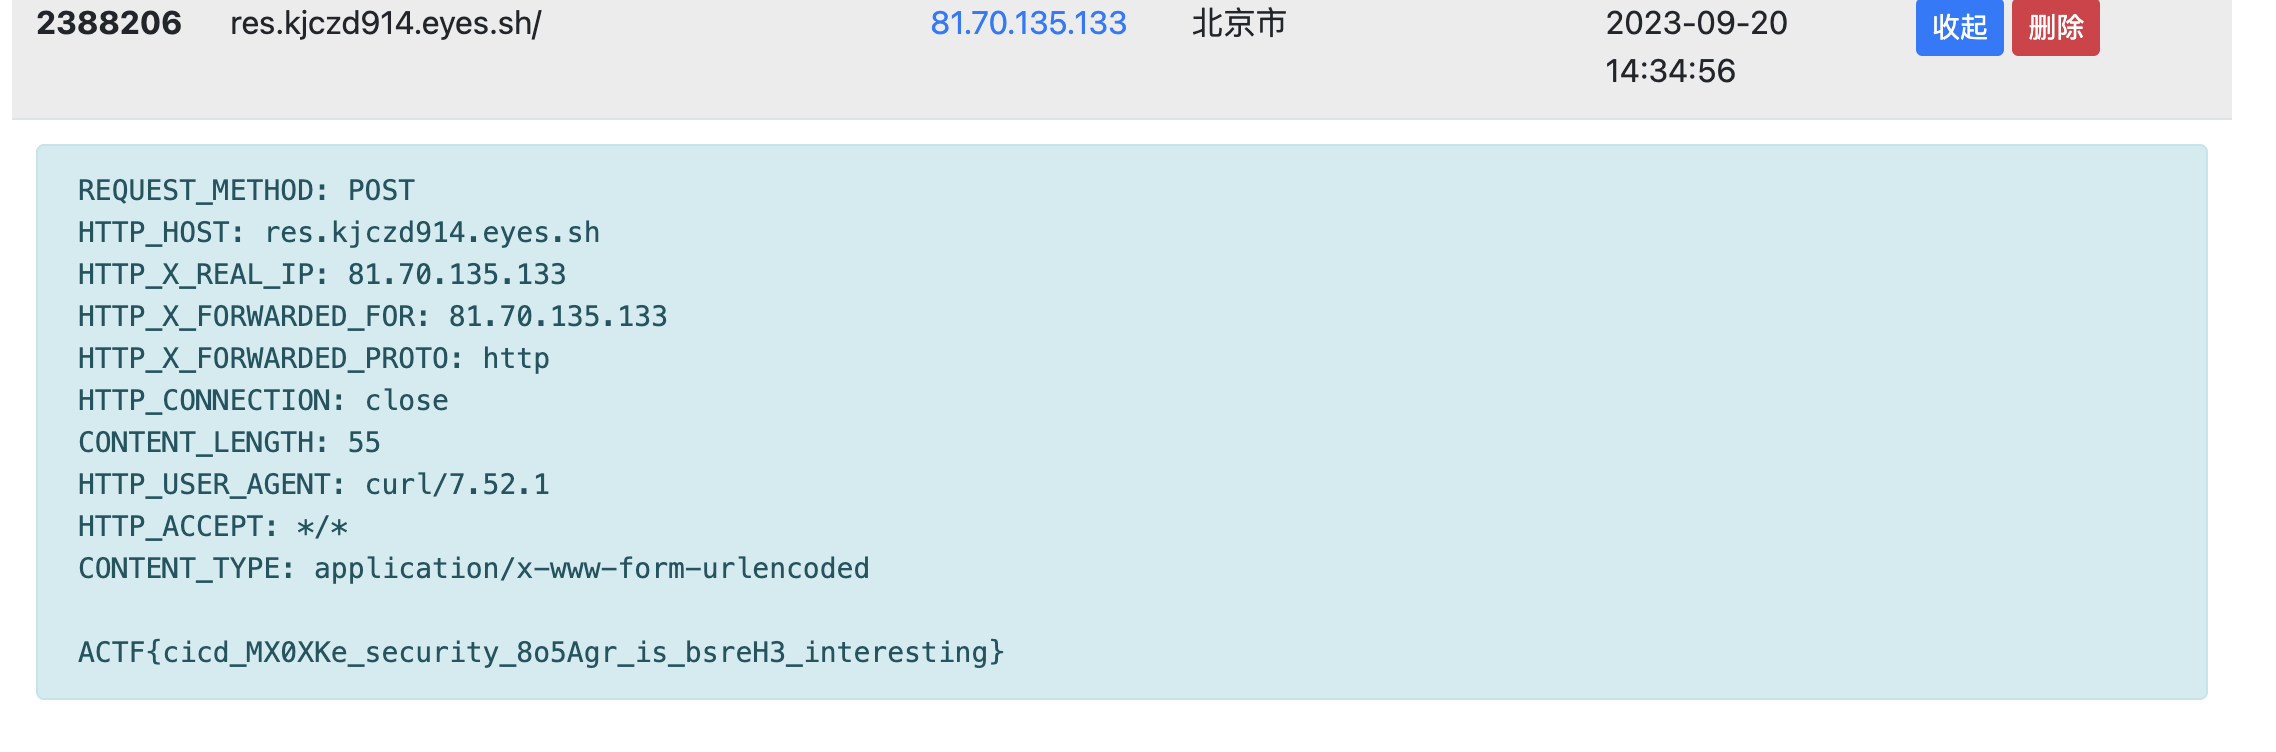 2388206 res.kjczd914.eyes.sh/ 81.70.135.133 北京市 2023-09-20 收起 删除
14:34:56
REQUEST_METHOD: POST
HTTP_HOST: res.kjczd914.eyes.sh
HTTP_X_REAL_IP: 81.70.135.133
HTTP_X_FORWARDED_FOR: 81.70.135.133
HTTP_X_FORWARDED_PROTO: http
HTTP_CONNECTION: close
CONTENT_LENGTH: 55
HTTP_USER_AGENT: curl/7.52.1
HTTP_ACCEPT: */*
CONTENT_TYPE: application/x-www-form-urlencoded
ACTF{cicd_MX0XKe_security_8o5Agr_is_bsreH3_interesting}